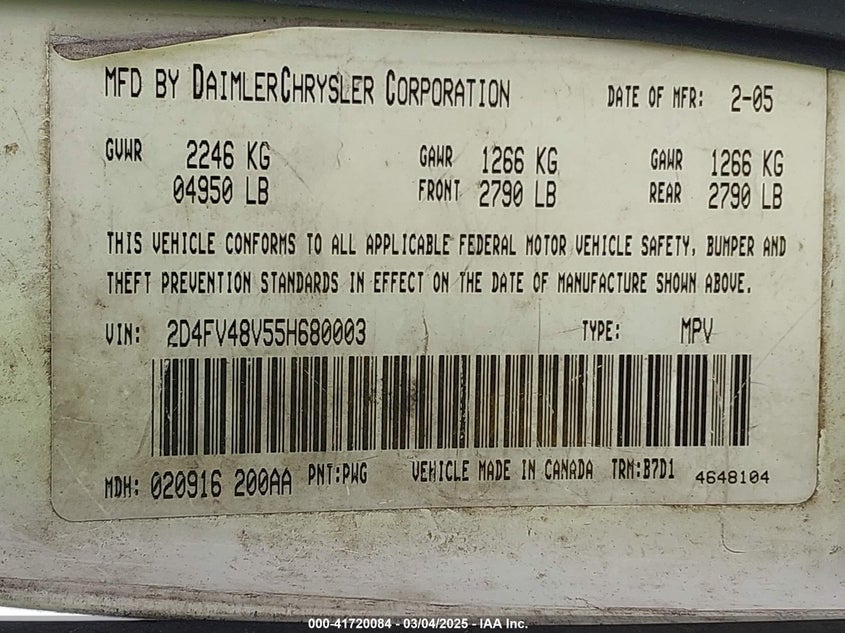 MFD BY DAIMLERCHRYSLER CORPORATION DATE OF MFR: 2-05
GVWR 2246 KG GAWR 1266 KG GAWR 1266 KG
04950 LB FRONT 2790 LB REAR 2790 LB
THIS VEHICLE CONFORMS TO ALL APPLICABLE FEDERAL MOTOR VEHICLE SAFETY, BUMPER AND
THEFT PREVENTION STANDARDS IN EFFECT ON THE DATE OF MANUFACTURE SHOWN ABOVE.
VIN: 2D4FV48V55H680003 TYPE: MPV
MDH: 020916 200AA PNT:PWG VEHICLE MADE IN CANADA TRM:B7D1 4648104
000-41720084 - 03/04/2025 - IAA Inc.